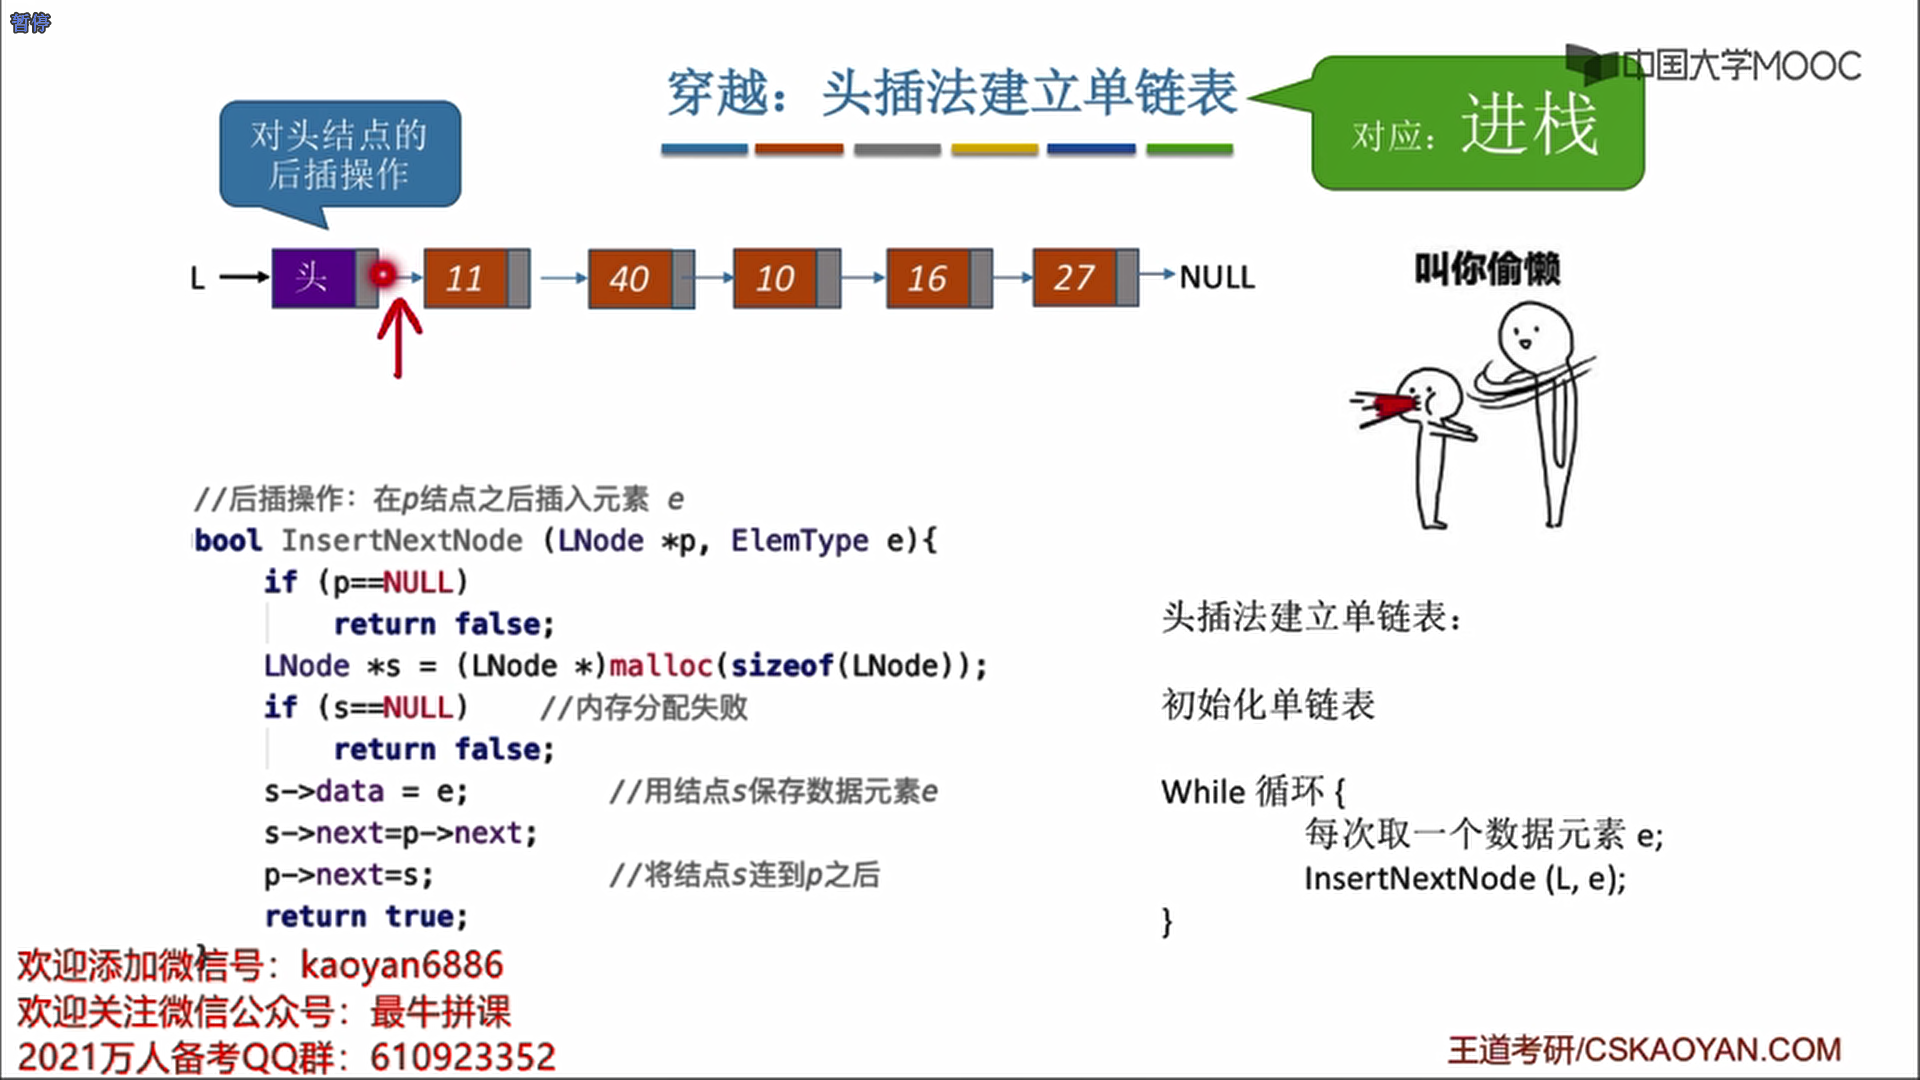 暂停
中国大学MOOC
穿越：头插法建立单链表
对应：进栈
对头结点的
后插操作
L 头 11 40 10 16 27 NULL
叫你偷懒
//后插操作：在p结点之后插入元素 e
bool InsertNextNode (LNode *p, ElemType e){
if (p==NULL)
return false;
LNode *s = (LNode *)malloc(sizeof(LNode));
if (s==NULL) //内存分配失败
return false;
s->data = e; //用结点s保存数据元素e
s->next=p->next;
p->next=s; //将结点s连到p之后
return true;
}
头插法建立单链表：
初始化单链表
While 循环 {
每次取一个数据元素 e;
InsertNextNode (L, e);
}
欢迎添加微信号：kaoyan6886
欢迎关注微信公众号：最牛拼课
2021万人备考QQ群：610923352
王道考研/CSKAOYAN.COM